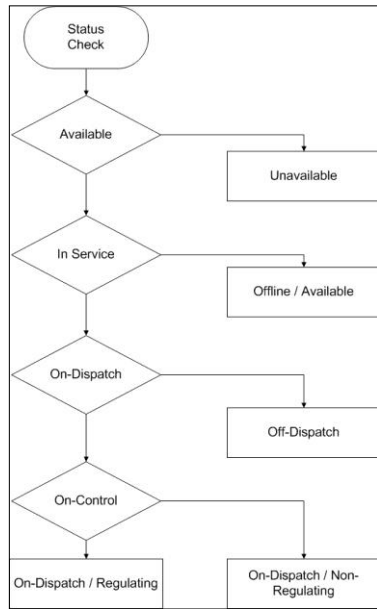 Status
Check
Available
Unavailable
In Service
Offline / Available
On-Dispatch
Off-Dispatch
On-Control
On-Dispatch / Regulating
On-Dispatch / Non-
Regulating